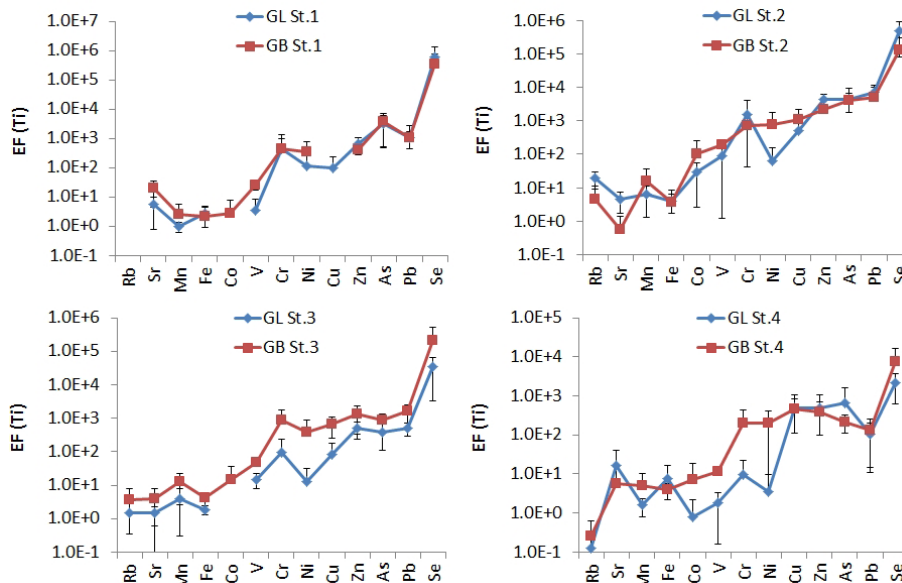 GL St.1
GB St.1
EF (Ti)
1.0E+7
1.0E+6
1.0E+5
1.0E+4
1.0E+3
1.0E+2
1.0E+1
1.0E+0
1.0E-1
Rb Sr Mn Fe Co V Cr Ni Cu Zn As Pb Se
GL St.2
GB St.2
EF (Ti)
1.0E+6
1.0E+5
1.0E+4
1.0E+3
1.0E+2
1.0E+1
1.0E+0
1.0E-1
Rb Sr Mn Fe Co V Cr Ni Cu Zn As Pb Se
GL St.3
GB St.3
EF (Ti)
1.0E+6
1.0E+5
1.0E+4
1.0E+3
1.0E+2
1.0E+1
1.0E+0
1.0E-1
Rb Sr Mn Fe Co V Cr Ni Cu Zn As Pb Se
GL St.4
GB St.4
EF (Ti)
1.0E+5
1.0E+4
1.0E+3
1.0E+2
1.0E+1
1.0E+0
1.0E-1
Rb Sr Mn Fe Co V Cr Ni Cu Zn As Pb Se